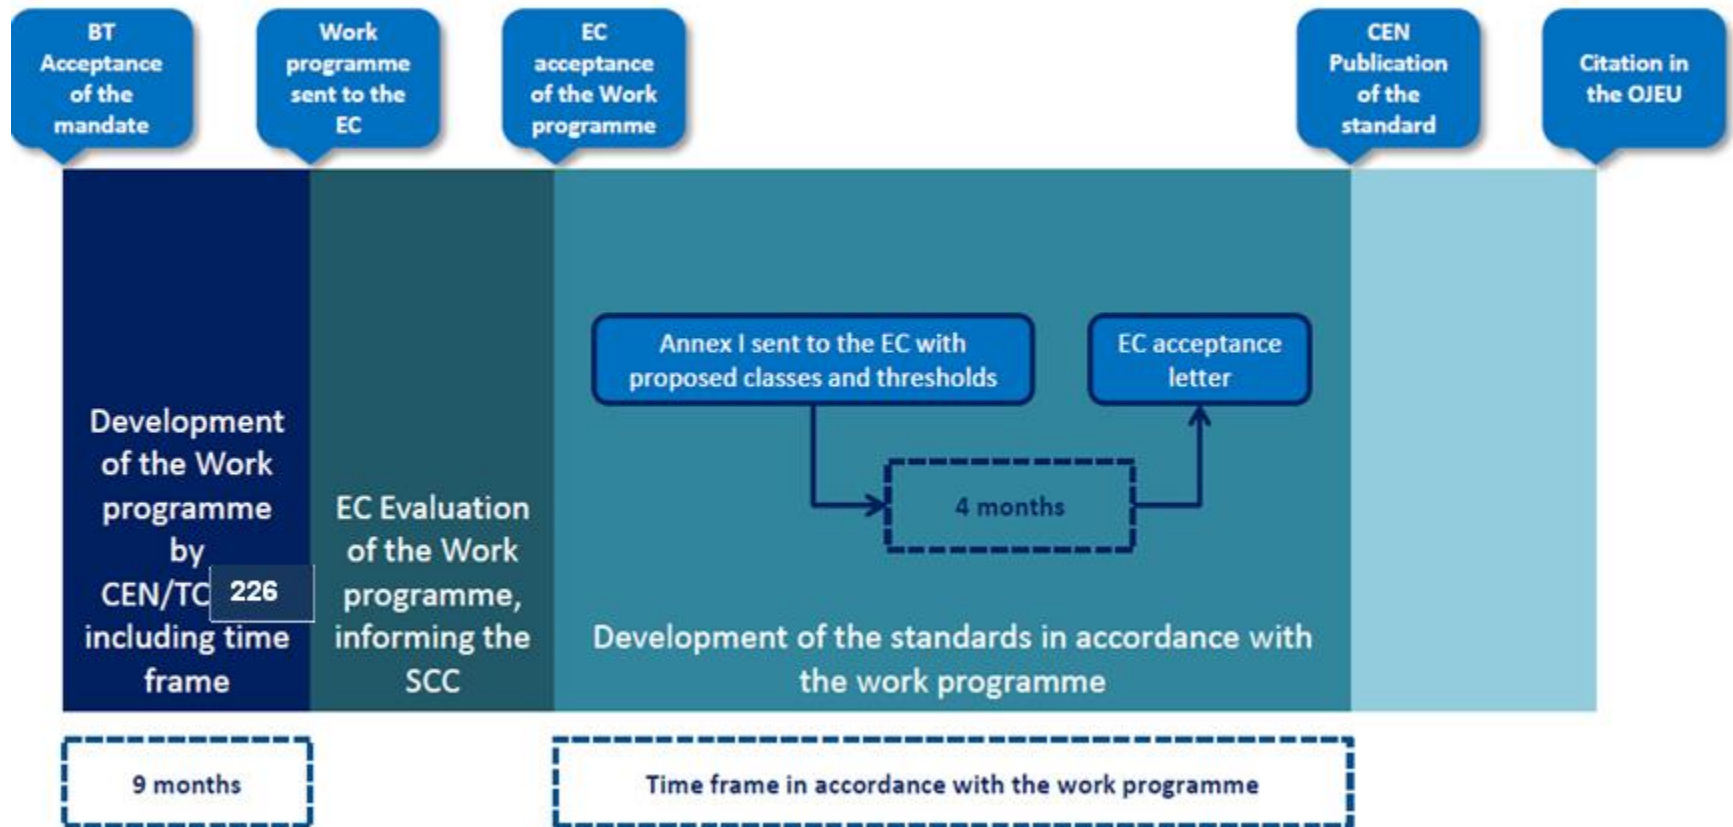 BT
Acceptance
of the
mandate
Work
programme
sent to the
EC
EC
acceptance
of the Work
programme
CEN
Publication
of the
standard
Citation in
the OJEU
Development
of the Work
programme
by
CEN/TC 226
including time
frame
EC Evaluation
of the Work
programme,
informing the
SCC
Annex I sent to the EC with
proposed classes and thresholds
EC acceptance
letter
4 months
Development of the standards in accordance with
the work programme
9 months
Time frame in accordance with the work programme